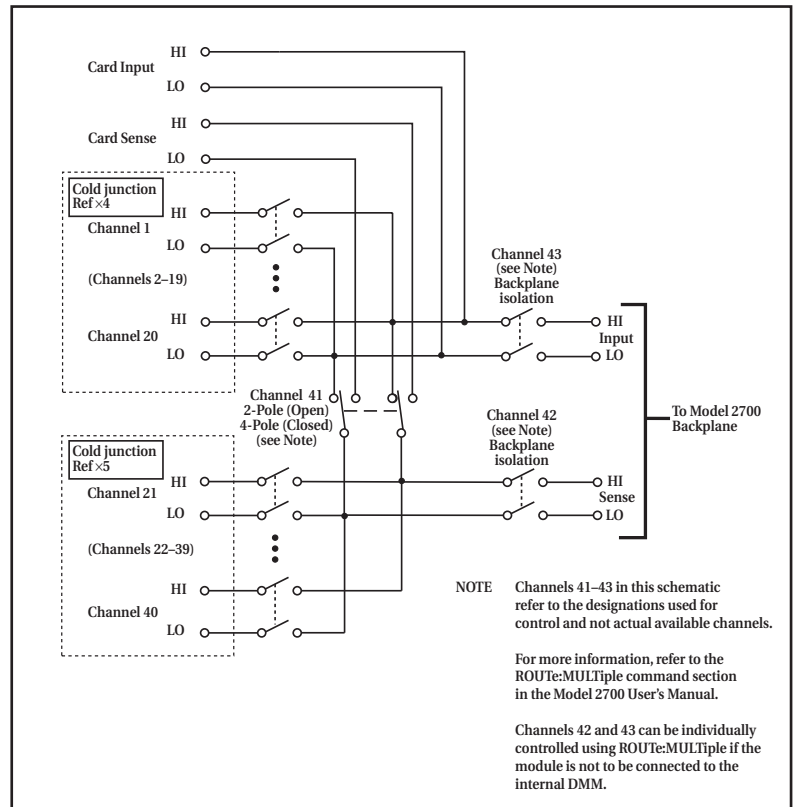 HI
Card Input
LO
HI
Card Sense
LO
Cold junction
Ref ×4
HI
Channel 1
LO
(Channels 2–19)
HI
Channel 20
LO
Channel 43
(see Note)
Backplane
isolation
HI
Input
LO
Channel 41
2-Pole (Open)
4-Pole (Closed)
(see Note)
Channel 42
(see Note)
Backplane
isolation
To Model 2700
Backplane
Cold junction
Ref ×5
HI
Channel 21
LO
(Channels 22–39)
HI
Channel 40
LO
HI
Sense
LO
NOTE Channels 41–43 in this schematic
refer to the designations used for
control and not actual available channels.
For more information, refer to the
ROUTe:MULTiple command section
in the Model 2700 User's Manual.
Channels 42 and 43 can be individually
controlled using ROUTe:MULTiple if the
module is not to be connected to the
internal DMM.